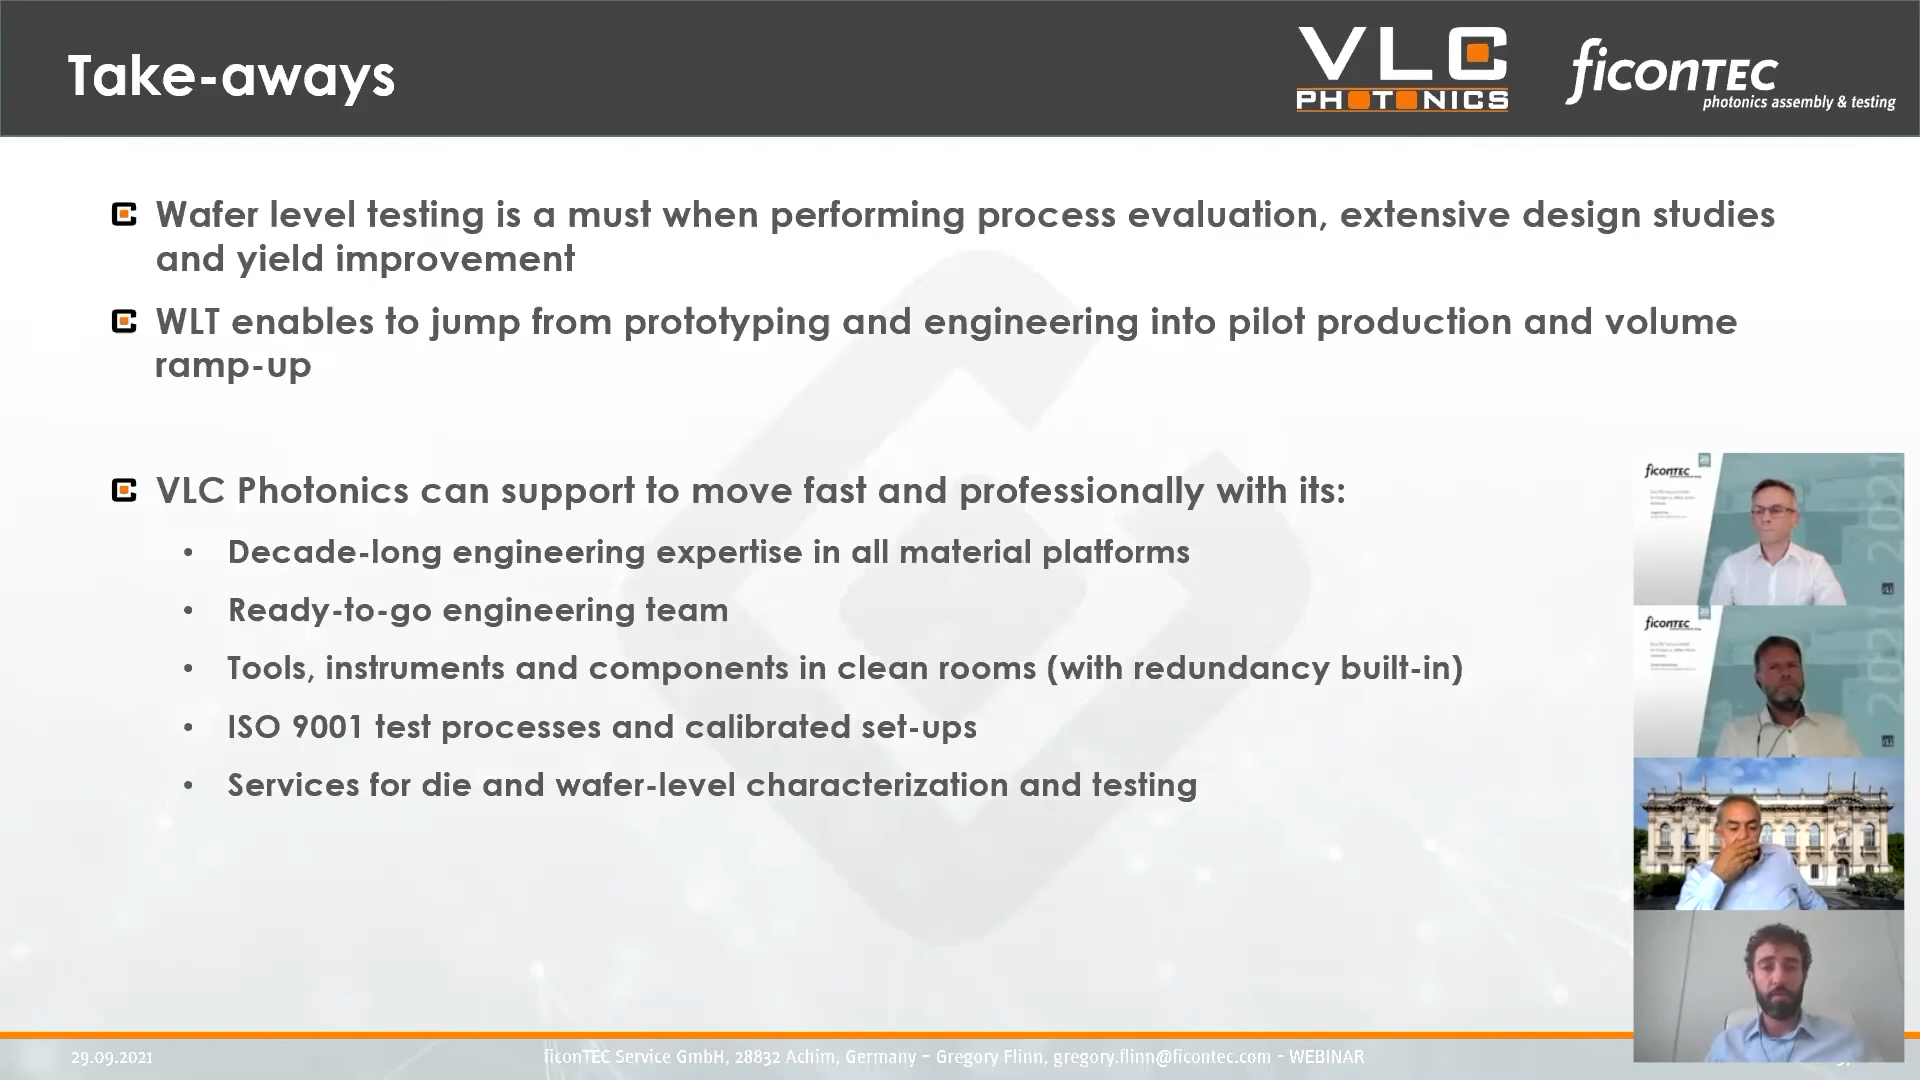 Take-aways
VLC
PHOTONICS
ficonTEC
photonics assembly & testing
Wafer level testing is a must when performing process evaluation, extensive design studies
and yield improvement
WLT enables to jump from prototyping and engineering into pilot production and volume
ramp-up
VLC Photonics can support to move fast and professionally with its:
• Decade-long engineering expertise in all material platforms
• Ready-to-go engineering team
• Tools, instruments and components in clean rooms (with redundancy built-in)
• ISO 9001 test processes and calibrated set-ups
• Services for die and wafer-level characterization and testing
ficonTEC
2021
ficonTEC
2021
29.09.2021
ficonTEC Service GmbH, 28832 Achim, Germany – Gregory Flinn, gregory.flinn@ficontec.com - WEBINAR